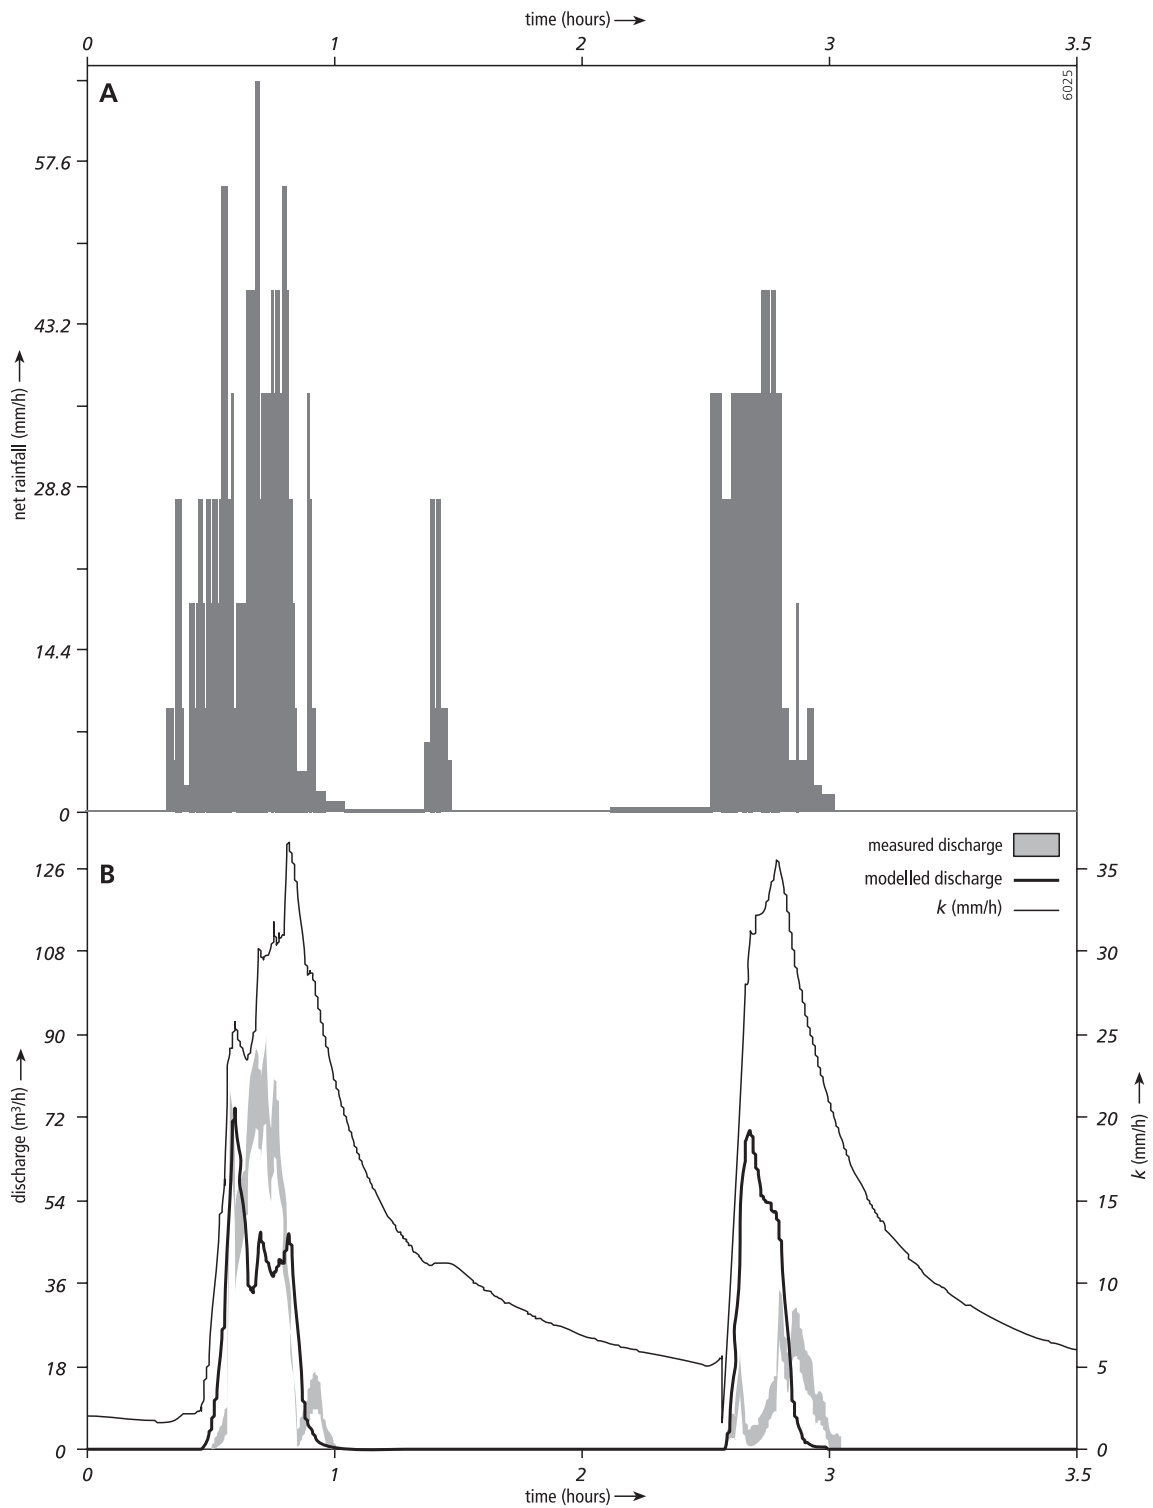 time (hours) →
0 1 2 3 3.5
A
6025
57.6
43.2
28.8
14.4
0
net rainfall (mm/h) →
B
measured discharge
modelled discharge
k (mm/h)
126
108
90
72
54
36
18
0
discharge (m³/h) →
35
30
25
20
15
10
5
0
k (mm/h) →
0 1 2 3 3.5
time (hours) →